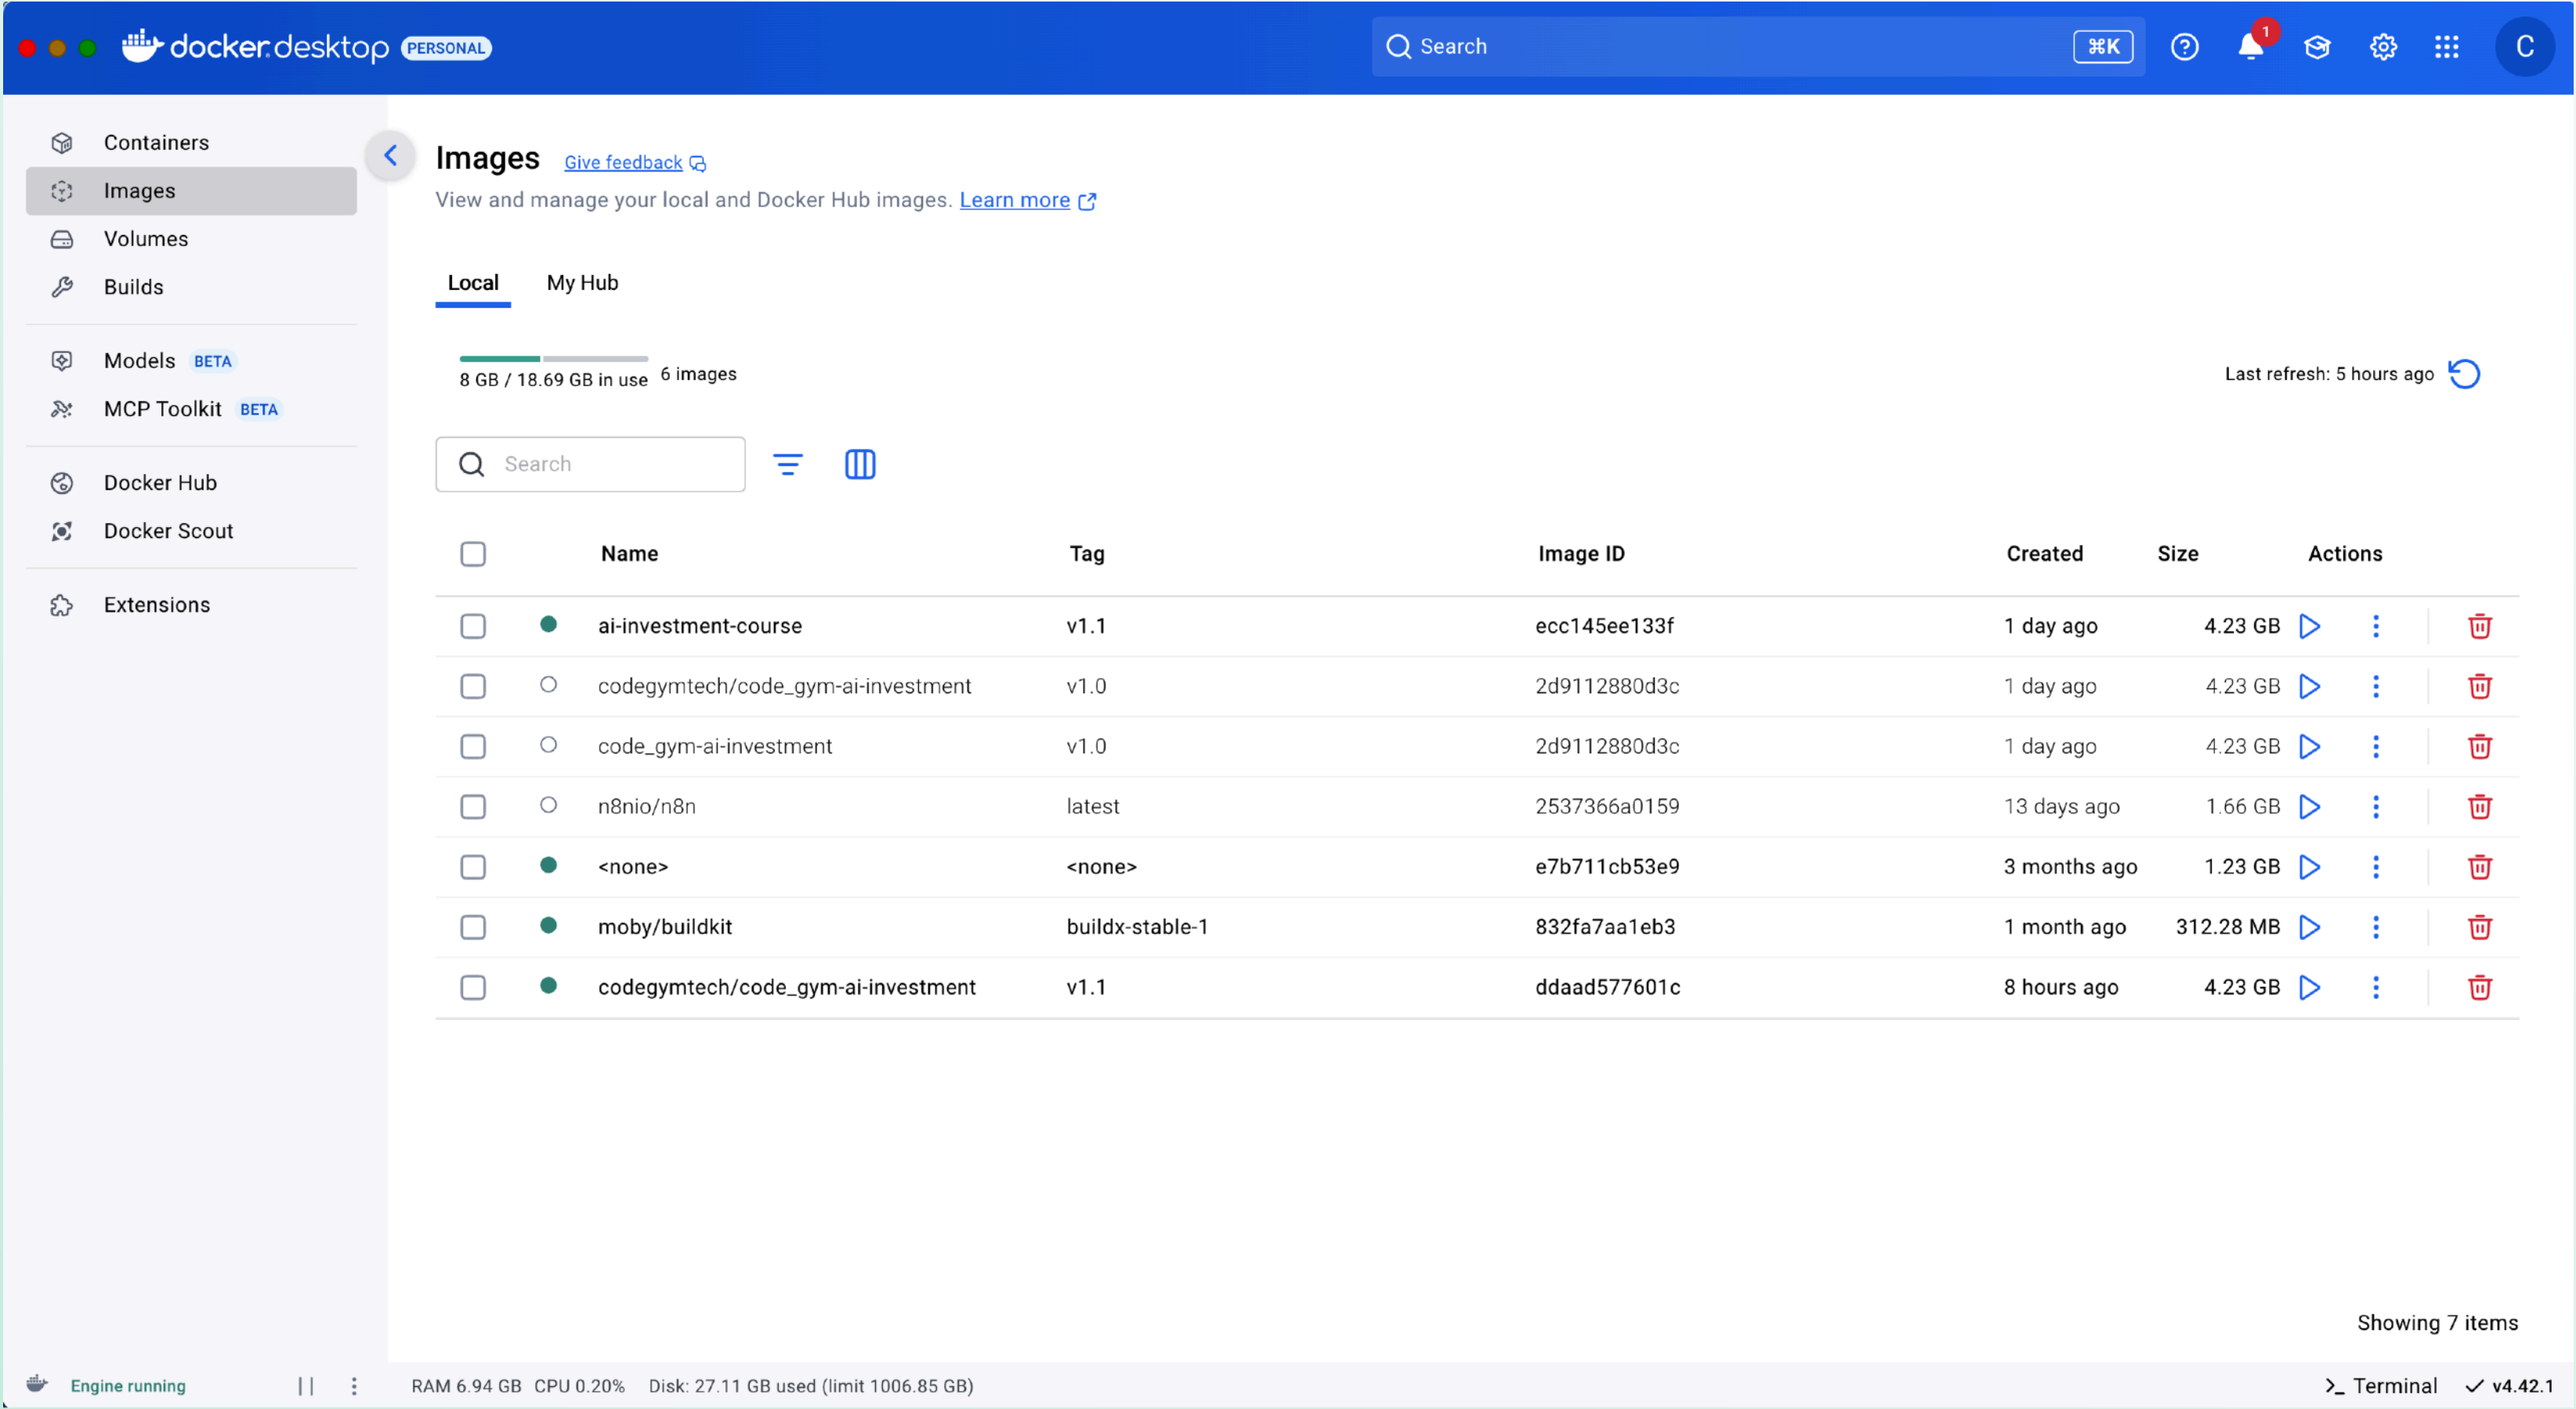 docker.desktop PERSONAL
Search ⌘K 1 C
Containers
Images
Volumes
Builds
Models BETA
MCP Toolkit BETA
Docker Hub
Docker Scout
Extensions
Images Give feedback
View and manage your local and Docker Hub images. Learn more
Local My Hub
8 GB / 18.69 GB in use 6 images
Last refresh: 5 hours ago
Search
Name Tag Image ID Created Size Actions
ai-investment-course v1.1 ecc145ee133f 1 day ago 4.23 GB
codegymtech/code_gym-ai-investment v1.0 2d9112880d3c 1 day ago 4.23 GB
code_gym-ai-investment v1.0 2d9112880d3c 1 day ago 4.23 GB
n8nio/n8n latest 2537366a0159 13 days ago 1.66 GB
<none> <none> e7b711cb53e9 3 months ago 1.23 GB
moby/buildkit buildx-stable-1 832fa7aa1eb3 1 month ago 312.28 MB
codegymtech/code_gym-ai-investment v1.1 ddaad577601c 8 hours ago 4.23 GB
Showing 7 items
Engine running RAM 6.94 GB CPU 0.20% Disk: 27.11 GB used (limit 1006.85 GB) >_ Terminal v4.42.1